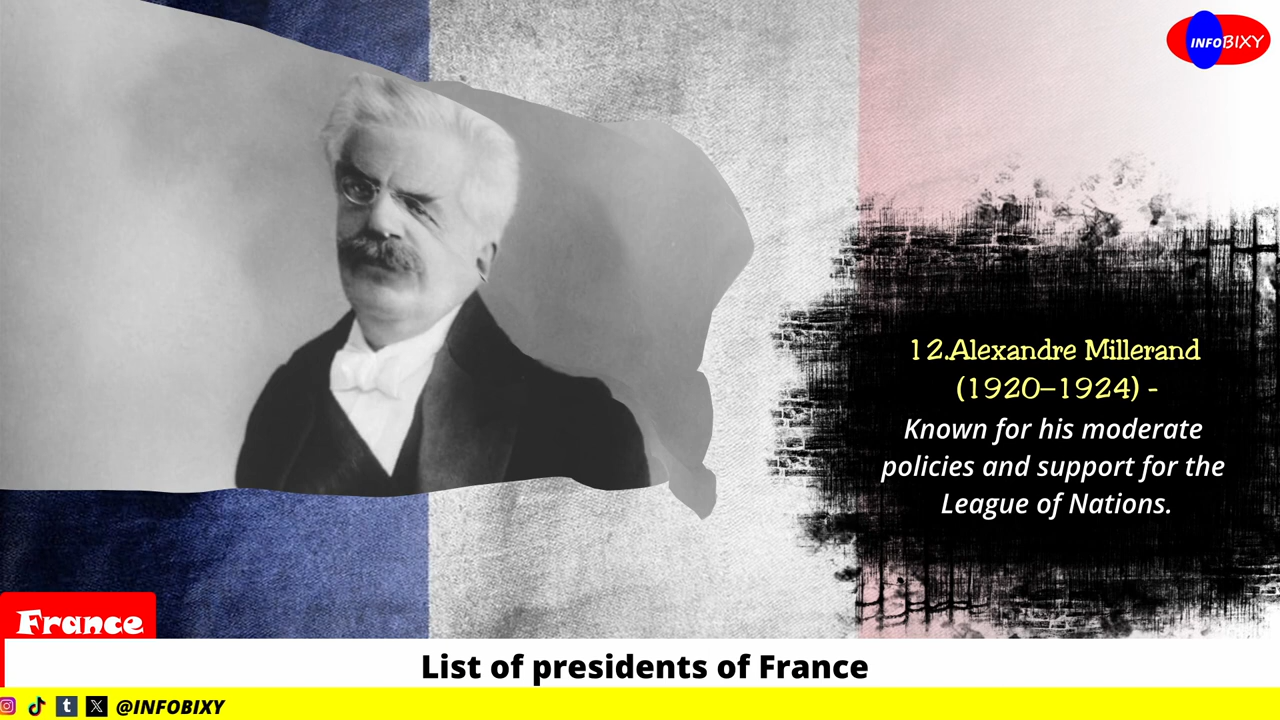 INFOBIXY
12.Alexandre Millerand
(1920–1924) -
Known for his moderate
policies and support for the
League of Nations.
France
List of presidents of France
@INFOBIXY